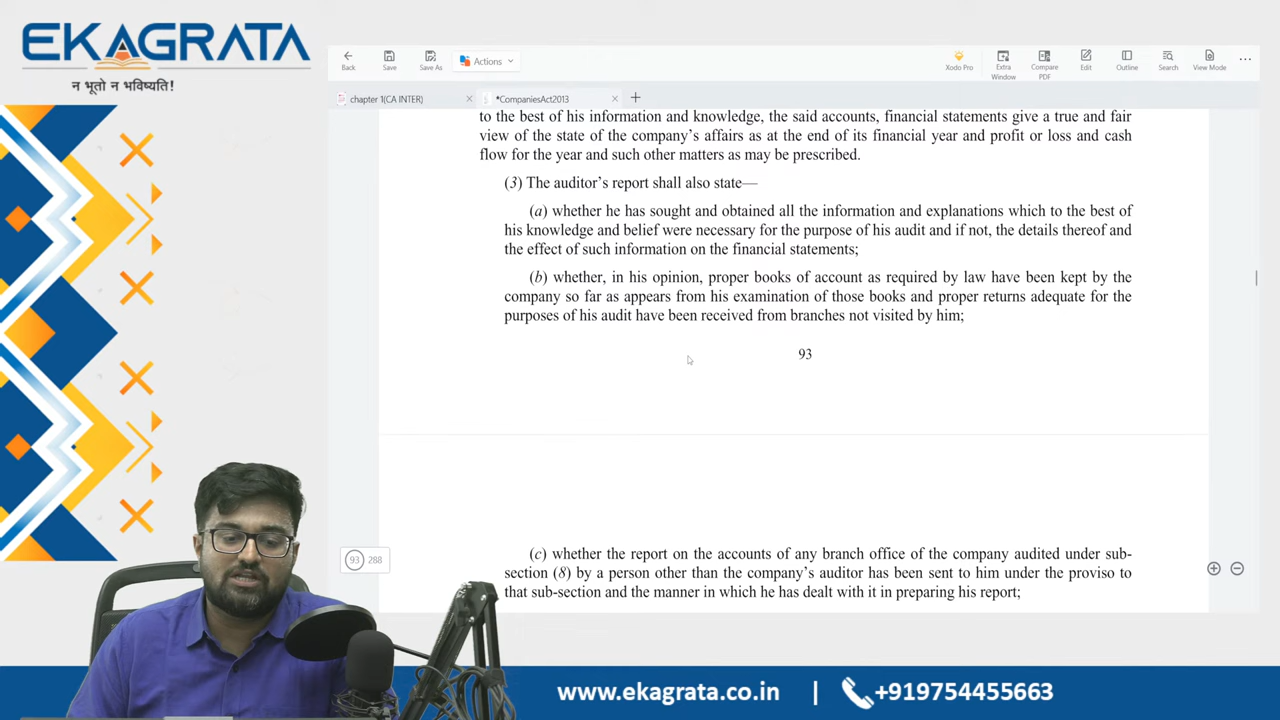 EKAGRATA
न भूतो न भविष्यति!
Back
Save
Save As
Actions
Xodo Pro
Extra Window
Compare PDF
Edit
Outline
Search
View Mode
chapter 1(CA INTER)
*CompaniesAct2013
to the best of his information and knowledge, the said accounts, financial statements give a true and fair
view of the state of the company's affairs as at the end of its financial year and profit or loss and cash
flow for the year and such other matters as may be prescribed.
(3) The auditor's report shall also state—
(a) whether he has sought and obtained all the information and explanations which to the best of
his knowledge and belief were necessary for the purpose of his audit and if not, the details thereof and
the effect of such information on the financial statements;
(b) whether, in his opinion, proper books of account as required by law have been kept by the
company so far as appears from his examination of those books and proper returns adequate for the
purposes of his audit have been received from branches not visited by him;
93
(c) whether the report on the accounts of any branch office of the company audited under sub-
section (8) by a person other than the company's auditor has been sent to him under the proviso to
that sub-section and the manner in which he has dealt with it in preparing his report;
93 288
www.ekagrata.co.in | +919754455663